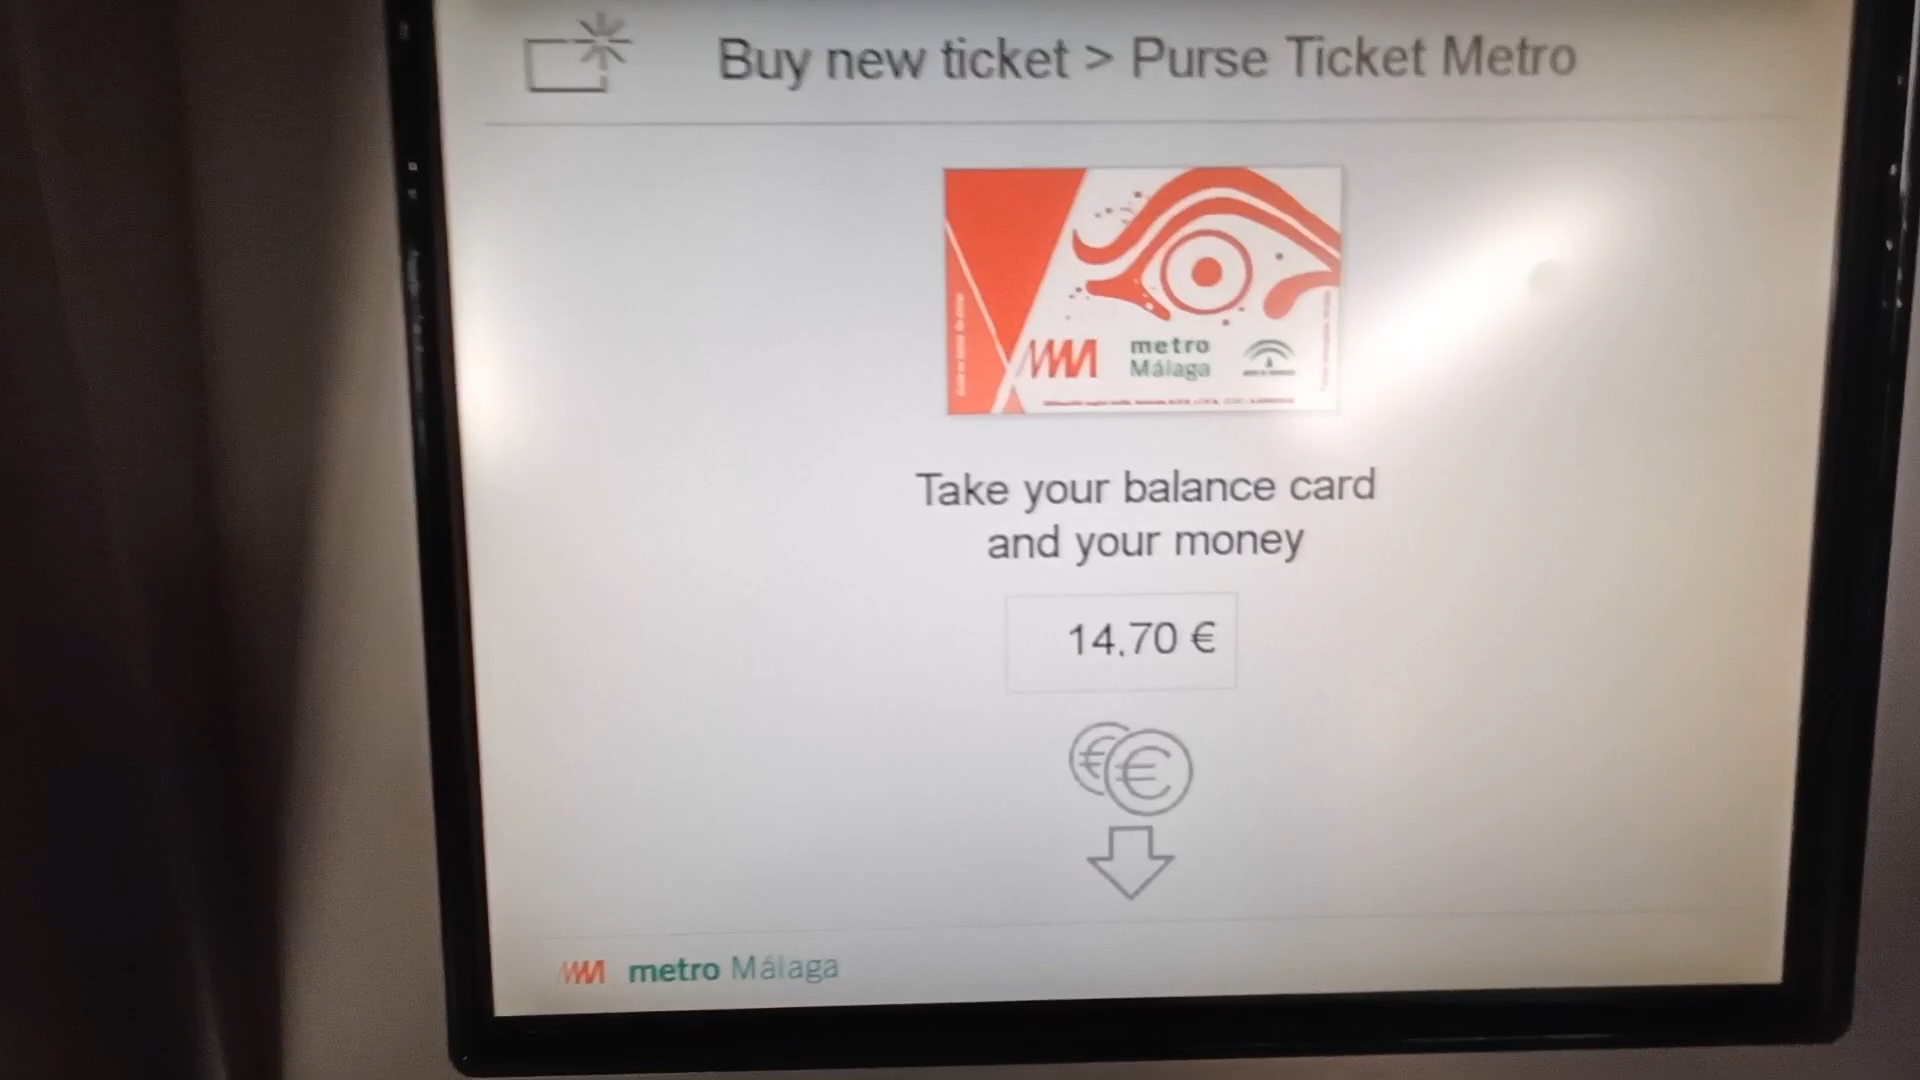 Buy new ticket > Purse Ticket Metro
metro
Málaga
Take your balance card
and your money
14,70 €
metro Málaga